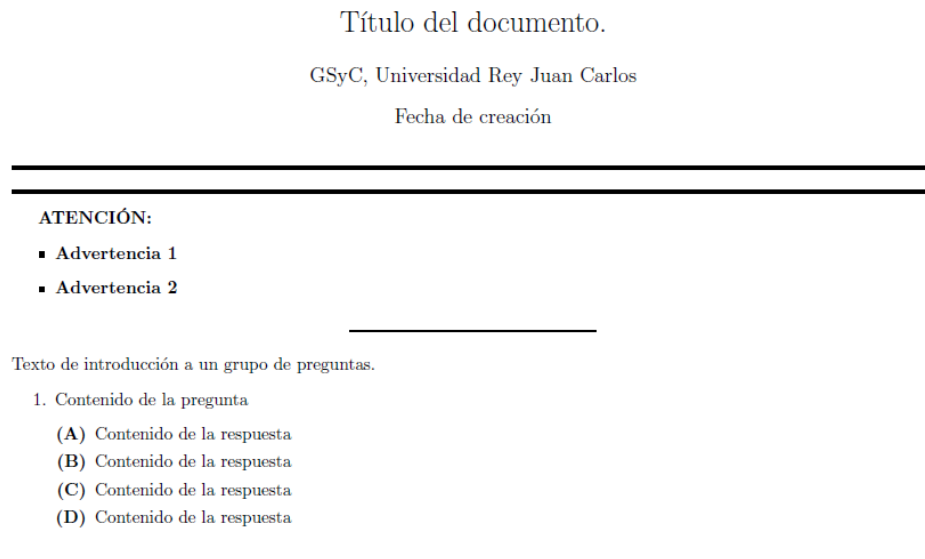 Título del documento.
GSyC, Universidad Rey Juan Carlos
Fecha de creación
ATENCIÓN:
▪ Advertencia 1
▪ Advertencia 2
Texto de introducción a un grupo de preguntas.
1. Contenido de la pregunta
(A) Contenido de la respuesta
(B) Contenido de la respuesta
(C) Contenido de la respuesta
(D) Contenido de la respuesta